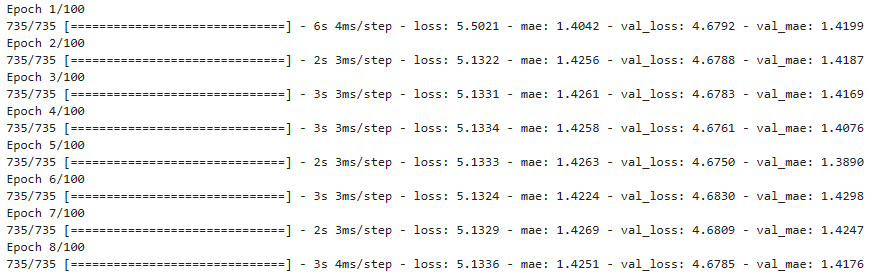 Epoch 1/100
735/735 [==============================] - 6s 4ms/step - loss: 5.5021 - mae: 1.4042 - val_loss: 4.6792 - val_mae: 1.4199
Epoch 2/100
735/735 [==============================] - 2s 3ms/step - loss: 5.1322 - mae: 1.4256 - val_loss: 4.6788 - val_mae: 1.4187
Epoch 3/100
735/735 [==============================] - 3s 3ms/step - loss: 5.1331 - mae: 1.4261 - val_loss: 4.6783 - val_mae: 1.4169
Epoch 4/100
735/735 [==============================] - 3s 3ms/step - loss: 5.1334 - mae: 1.4258 - val_loss: 4.6761 - val_mae: 1.4076
Epoch 5/100
735/735 [==============================] - 2s 3ms/step - loss: 5.1333 - mae: 1.4263 - val_loss: 4.6750 - val_mae: 1.3890
Epoch 6/100
735/735 [==============================] - 3s 3ms/step - loss: 5.1324 - mae: 1.4224 - val_loss: 4.6830 - val_mae: 1.4298
Epoch 7/100
735/735 [==============================] - 2s 3ms/step - loss: 5.1329 - mae: 1.4269 - val_loss: 4.6809 - val_mae: 1.4247
Epoch 8/100
735/735 [==============================] - 3s 4ms/step - loss: 5.1336 - mae: 1.4251 - val_loss: 4.6785 - val_mae: 1.4176